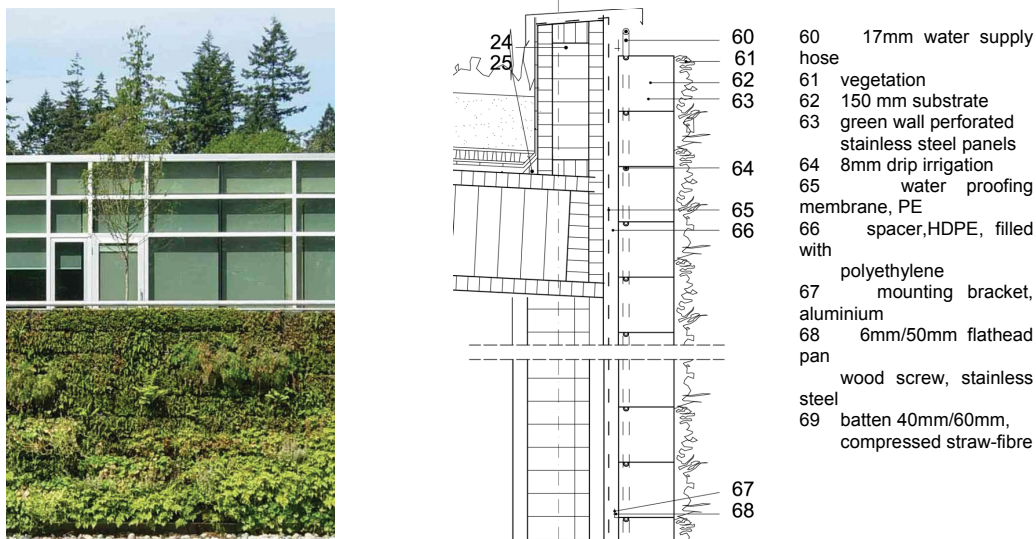 24
25
60
61
62
63
64
65
66
67
68
60 17mm water supply
hose
61 vegetation
62 150 mm substrate
63 green wall perforated
stainless steel panels
64 8mm drip irrigation
65 water proofing
membrane, PE
66 spacer,HDPE, filled
with
polyethylene
67 mounting bracket,
aluminium
68 6mm/50mm flathead
pan
wood screw, stainless
steel
69 batten 40mm/60mm,
compressed straw-fibre